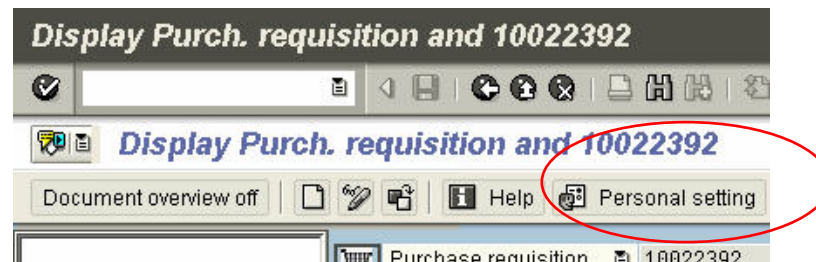 Display Purch. requisition and 10022392
Display Purch. requisition and 10022392
Document overview off Help Personal setting
Purchase requisition 10022392